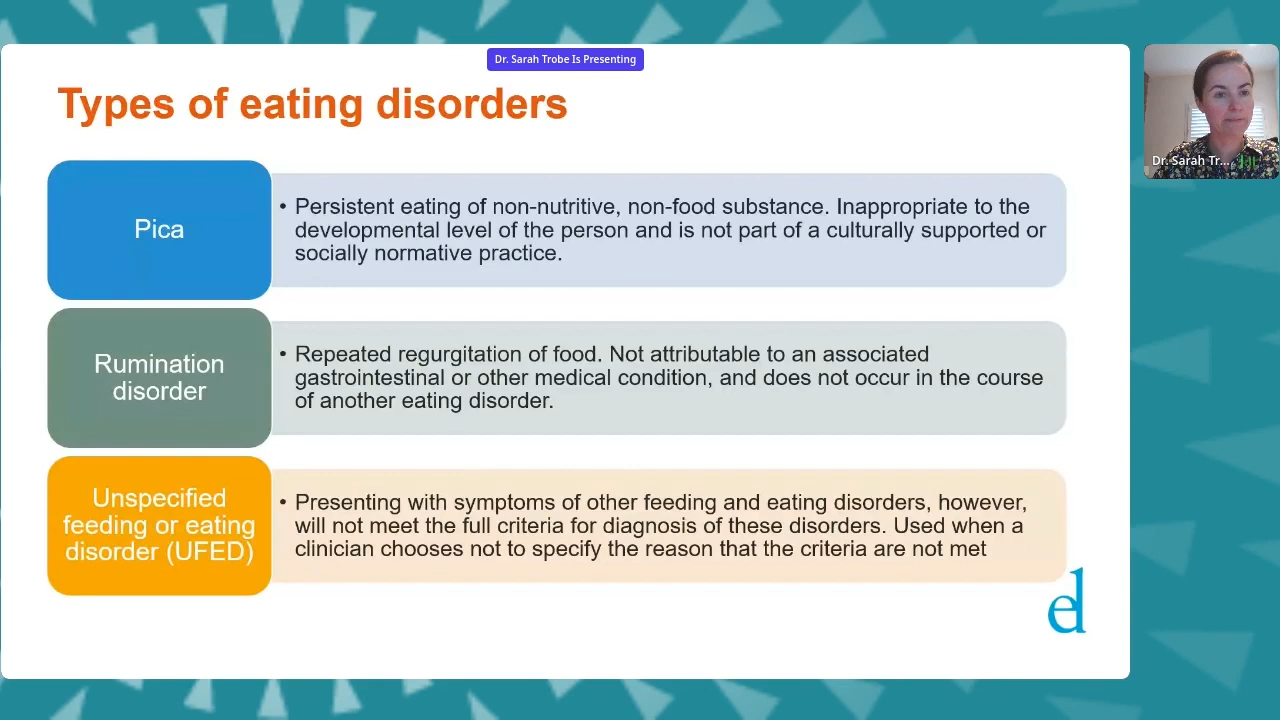 Dr. Sarah Trobe Is Presenting
Types of eating disorders
Dr. Sarah Tr...
Pica
• Persistent eating of non-nutritive, non-food substance. Inappropriate to the
developmental level of the person and is not part of a culturally supported or
socially normative practice.
Rumination
disorder
• Repeated regurgitation of food. Not attributable to an associated
gastrointestinal or other medical condition, and does not occur in the course
of another eating disorder.
Unspecified
feeding or eating
disorder (UFED)
• Presenting with symptoms of other feeding and eating disorders, however,
will not meet the full criteria for diagnosis of these disorders. Used when a
clinician chooses not to specify the reason that the criteria are not met
ed